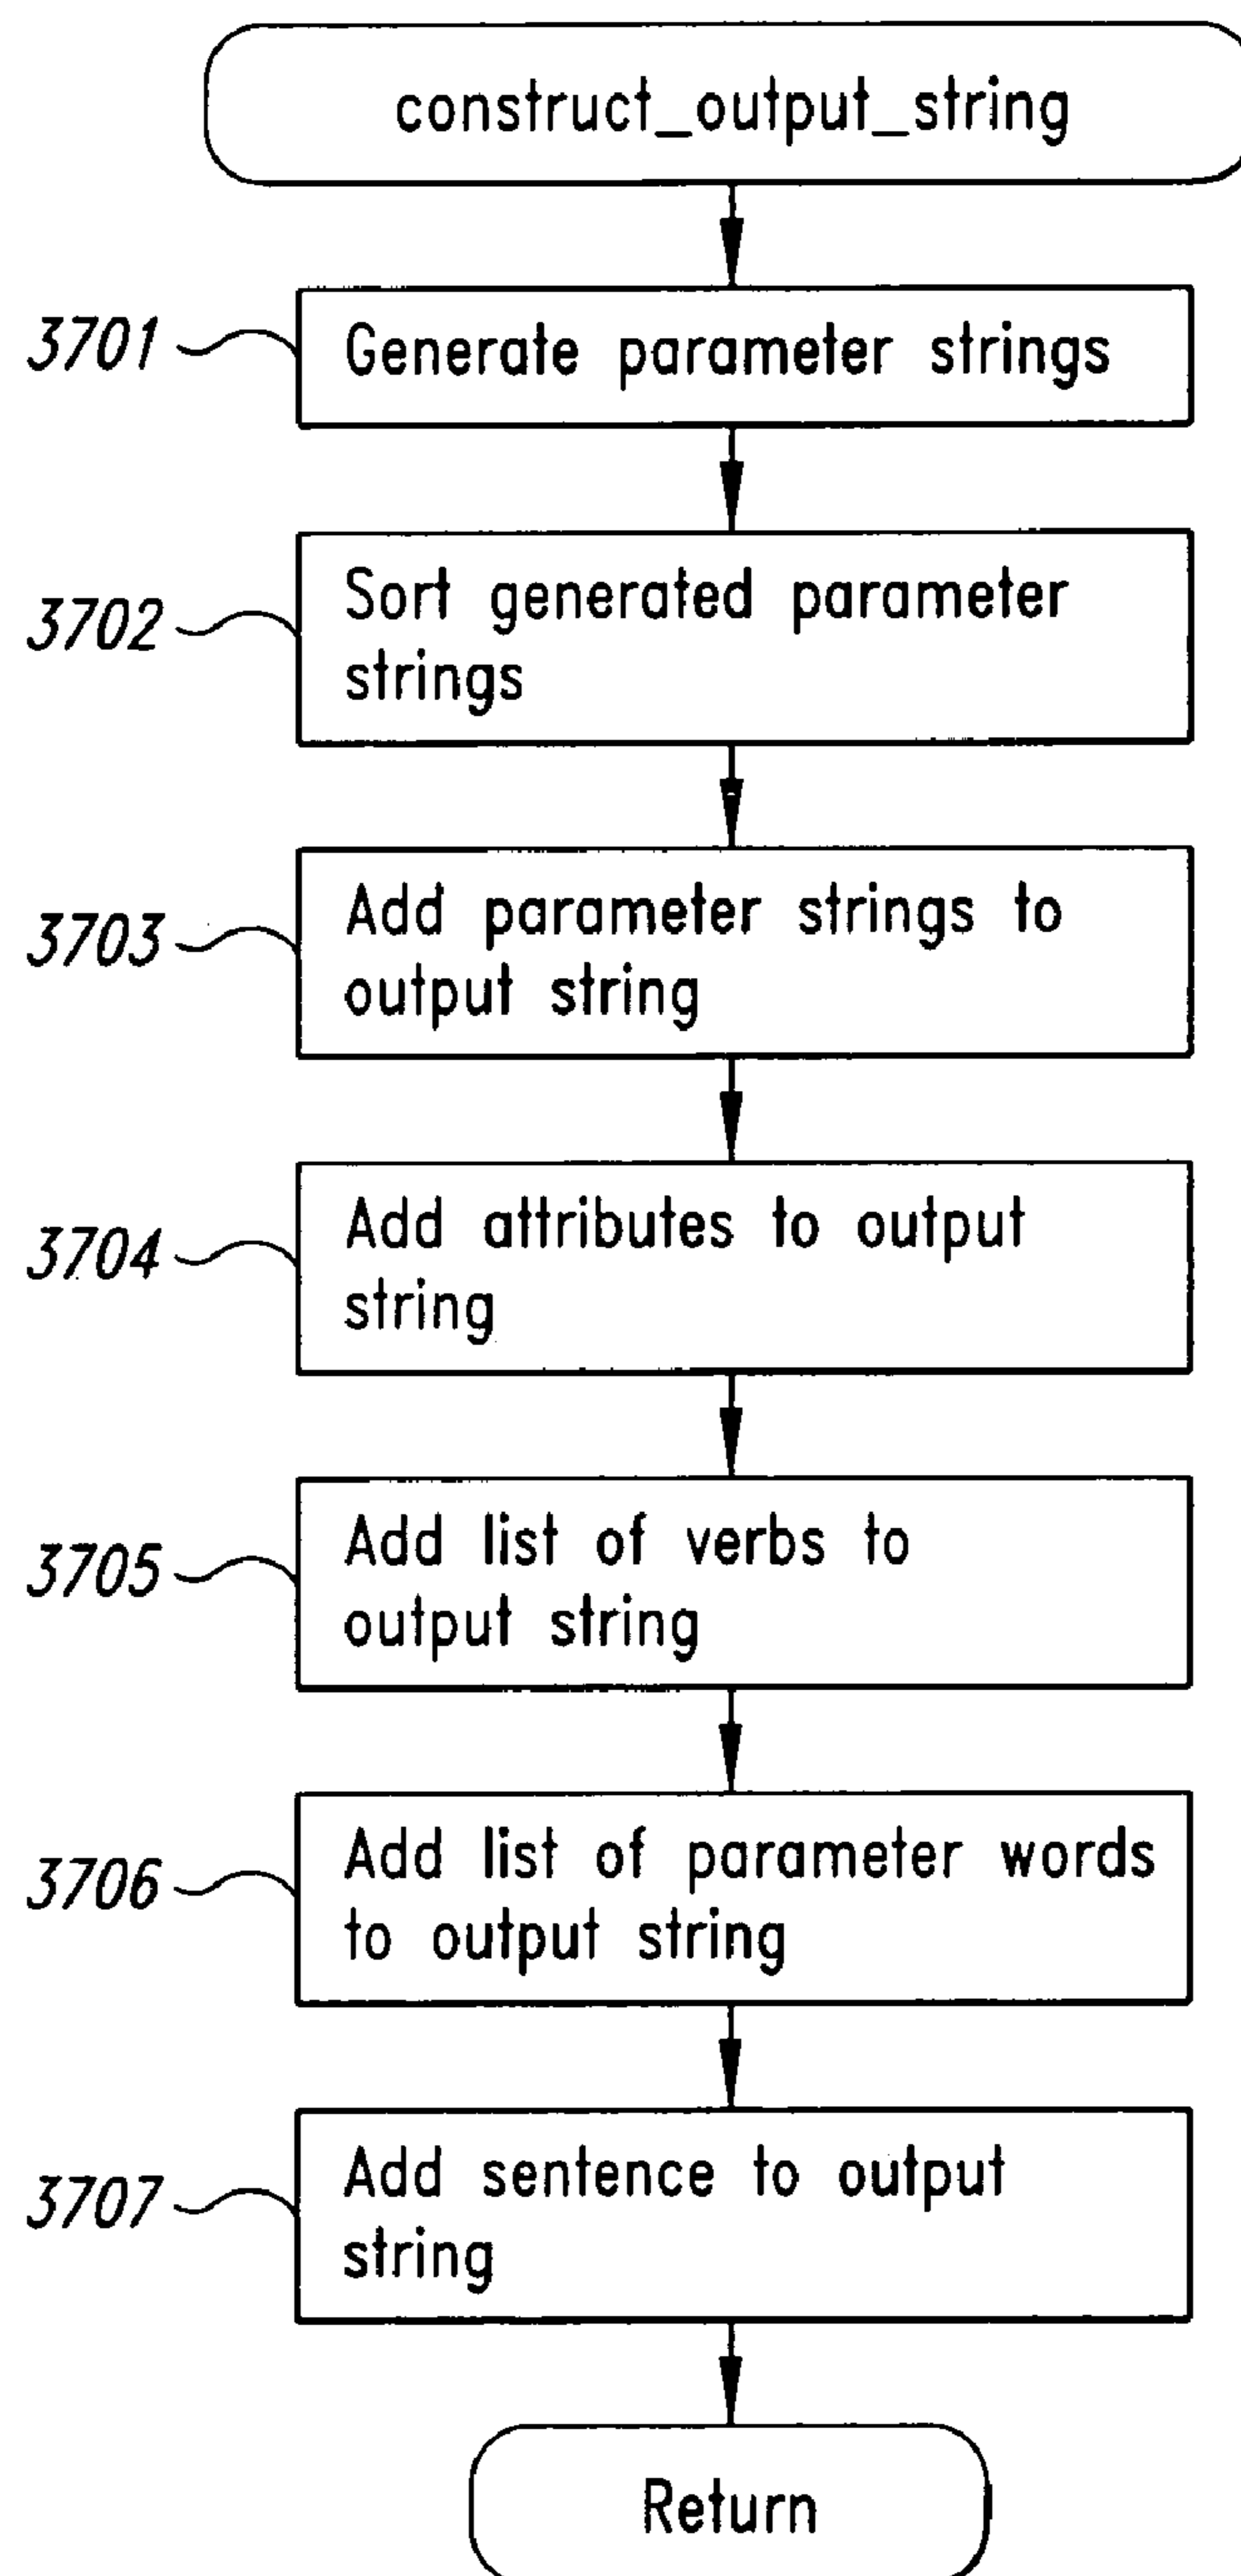 construct_output_string
3701
Generate parameter strings
3702
Sort generated parameter
strings
3703
Add parameter strings to
output string
3704
Add attributes to output
string
3705
Add list of verbs to
output string
3706
Add list of parameter words
to output string
3707
Add sentence to output
string
Return